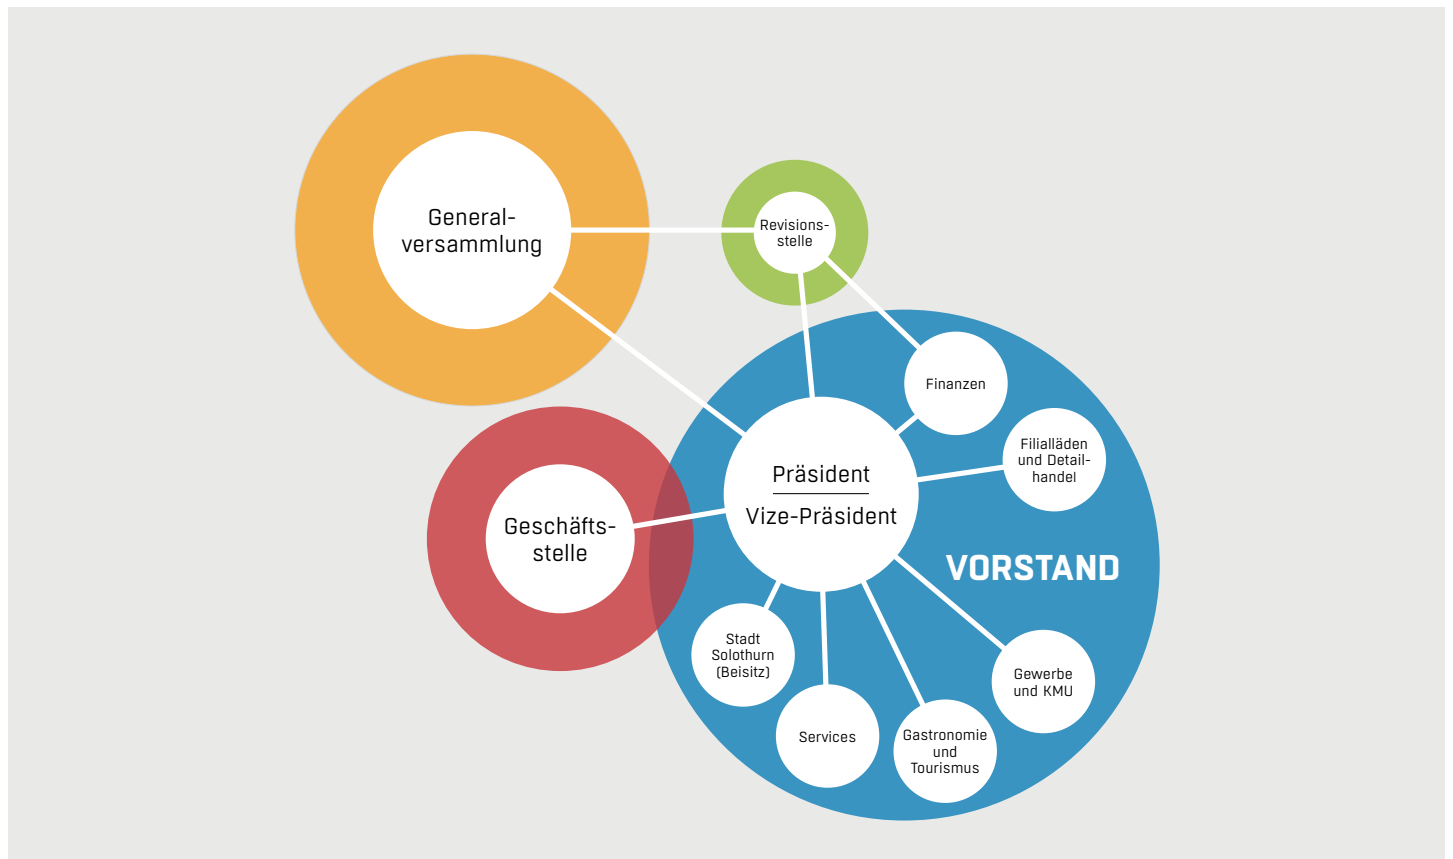 General-
versammlung
Revisions-
stelle
Finanzen
Filialläden
und Detail-
handel
Präsident
Vize-Präsident
Geschäfts-
stelle
VORSTAND
Stadt
Solothurn
(Beisitz)
Services
Gastronomie
und
Tourismus
Gewerbe
und KMU